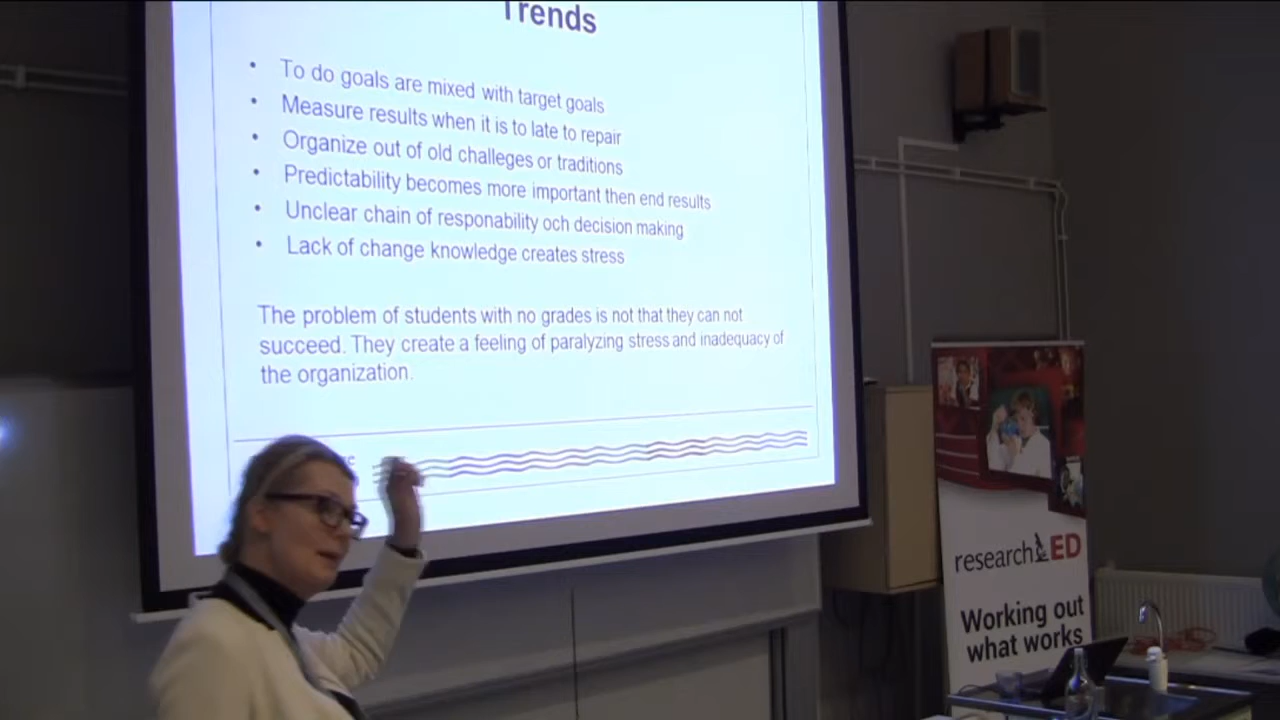 Trends
• To do goals are mixed with target goals
• Measure results when it is to late to repair
• Organize out of old challeges or traditions
• Predictability becomes more important then end results
• Unclear chain of responability och decision making
• Lack of change knowledge creates stress
The problem of students with no grades is not that they can not
succeed. They create a feeling of paralyzing stress and inadequacy of
the organization.
researchED
Working out
what works